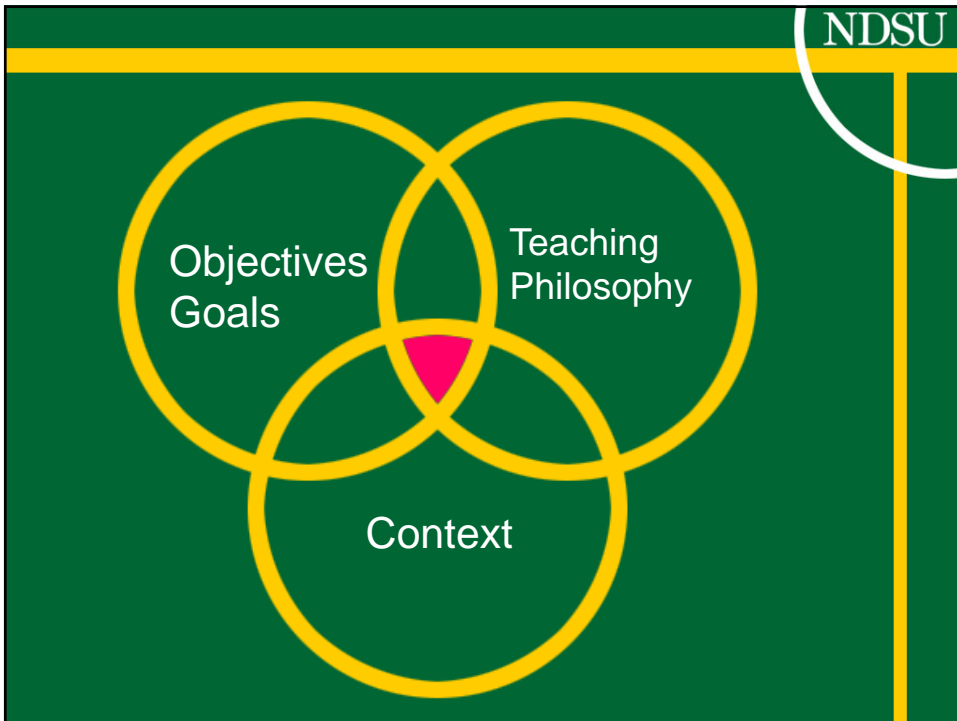 NDSU
Objectives
Goals
Teaching
Philosophy
Context